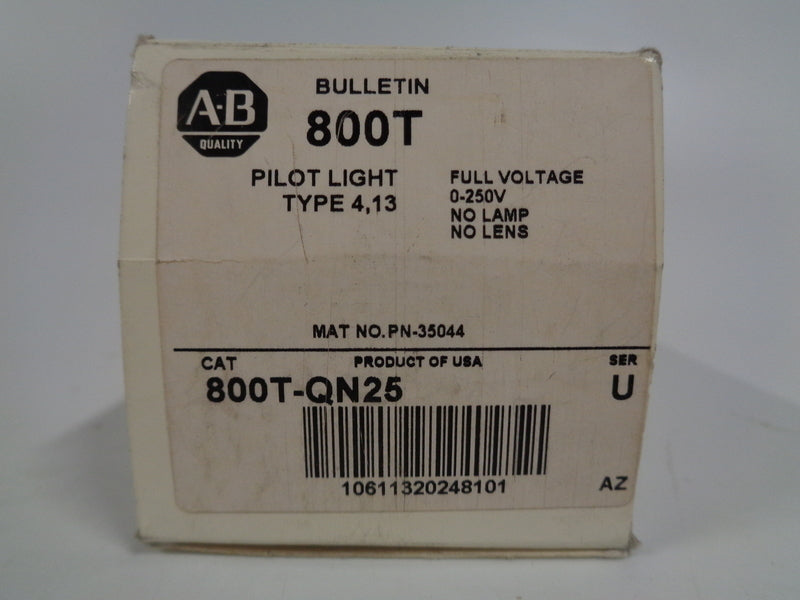 A-B
QUALITY
BULLETIN
800T
PILOT LIGHT
TYPE 4,13
FULL VOLTAGE
0-250V
NO LAMP
NO LENS
MAT NO. PN-35044
CAT PRODUCT OF USA SER
800T-QN25 U
10611320248101 AZ